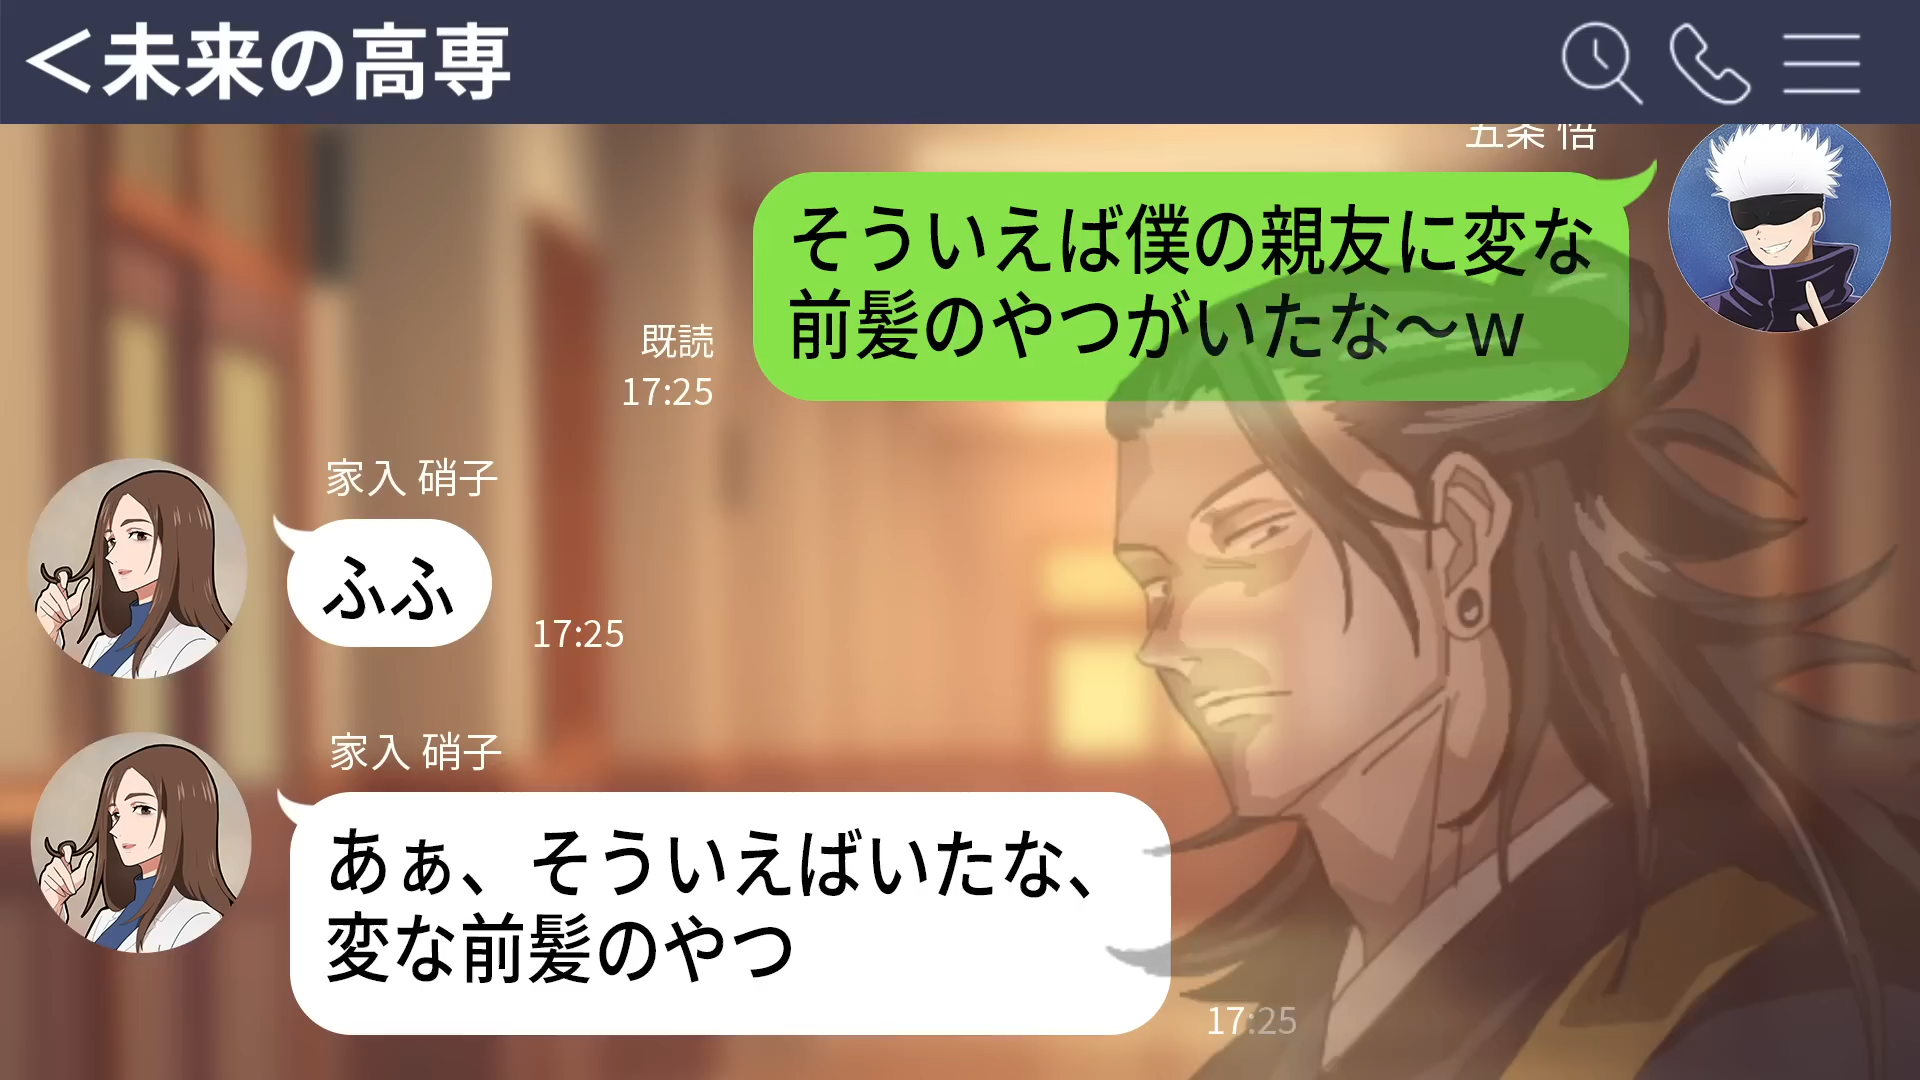 ＜未来の高専
五条 悟
そういえば僕の親友に変な
前髪のやつがいたな〜w
既読
17:25
家入 硝子
ふふ
17:25
家入 硝子
あぁ、そういえばいたな、
変な前髪のやつ
17:25